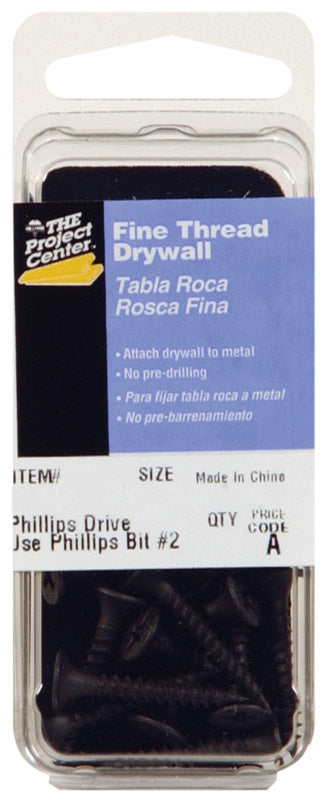 THE
Project
Center
Fine Thread
Drywall
Tabla Roca
Rosca Fina
• Attach drywall to metal
• No pre-drilling
• Para fijar tabla roca a metal
• No pre-barrenamiento
ITEM# SIZE Made in China
Phillips Drive QTY PRICE
CODE
Use Phillips Bit #2 A